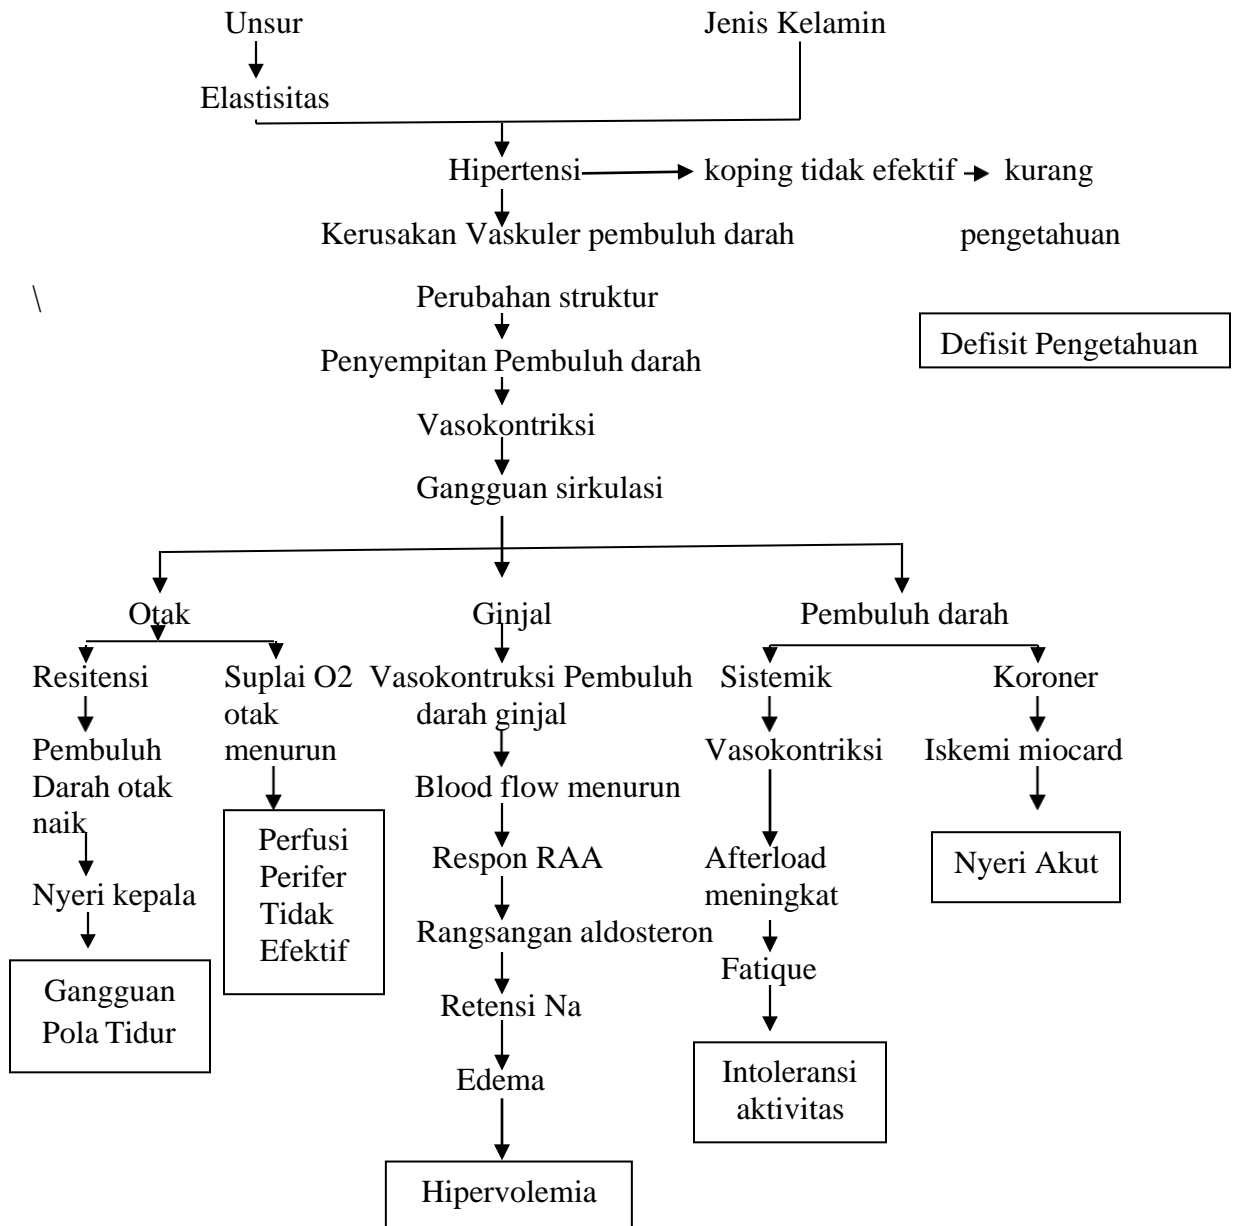 Unsur
Jenis Kelamin
Elastisitas
Hipertensi
koping tidak efektif
kurang
Kerusakan Vaskuler pembuluh darah
pengetahuan
\
Perubahan struktur
Defisit Pengetahuan
Penyempitan Pembuluh darah
Vasokontriksi
Gangguan sirkulasi
Otak
Ginjal
Pembuluh darah
Resitensi
Pembuluh
Darah otak
naik
Nyeri kepala
Gangguan
Pola Tidur
Suplai O2
otak
menurun
Perfusi
Perifer
Tidak
Efektif
Vasokontruksi Pembuluh
darah ginjal
Blood flow menurun
Respon RAA
Rangsangan aldosteron
Retensi Na
Edema
Hipervolemia
Sistemik
Vasokontriksi
Afterload
meningkat
Fatique
Intoleransi
aktivitas
Koroner
Iskemi miocard
Nyeri Akut